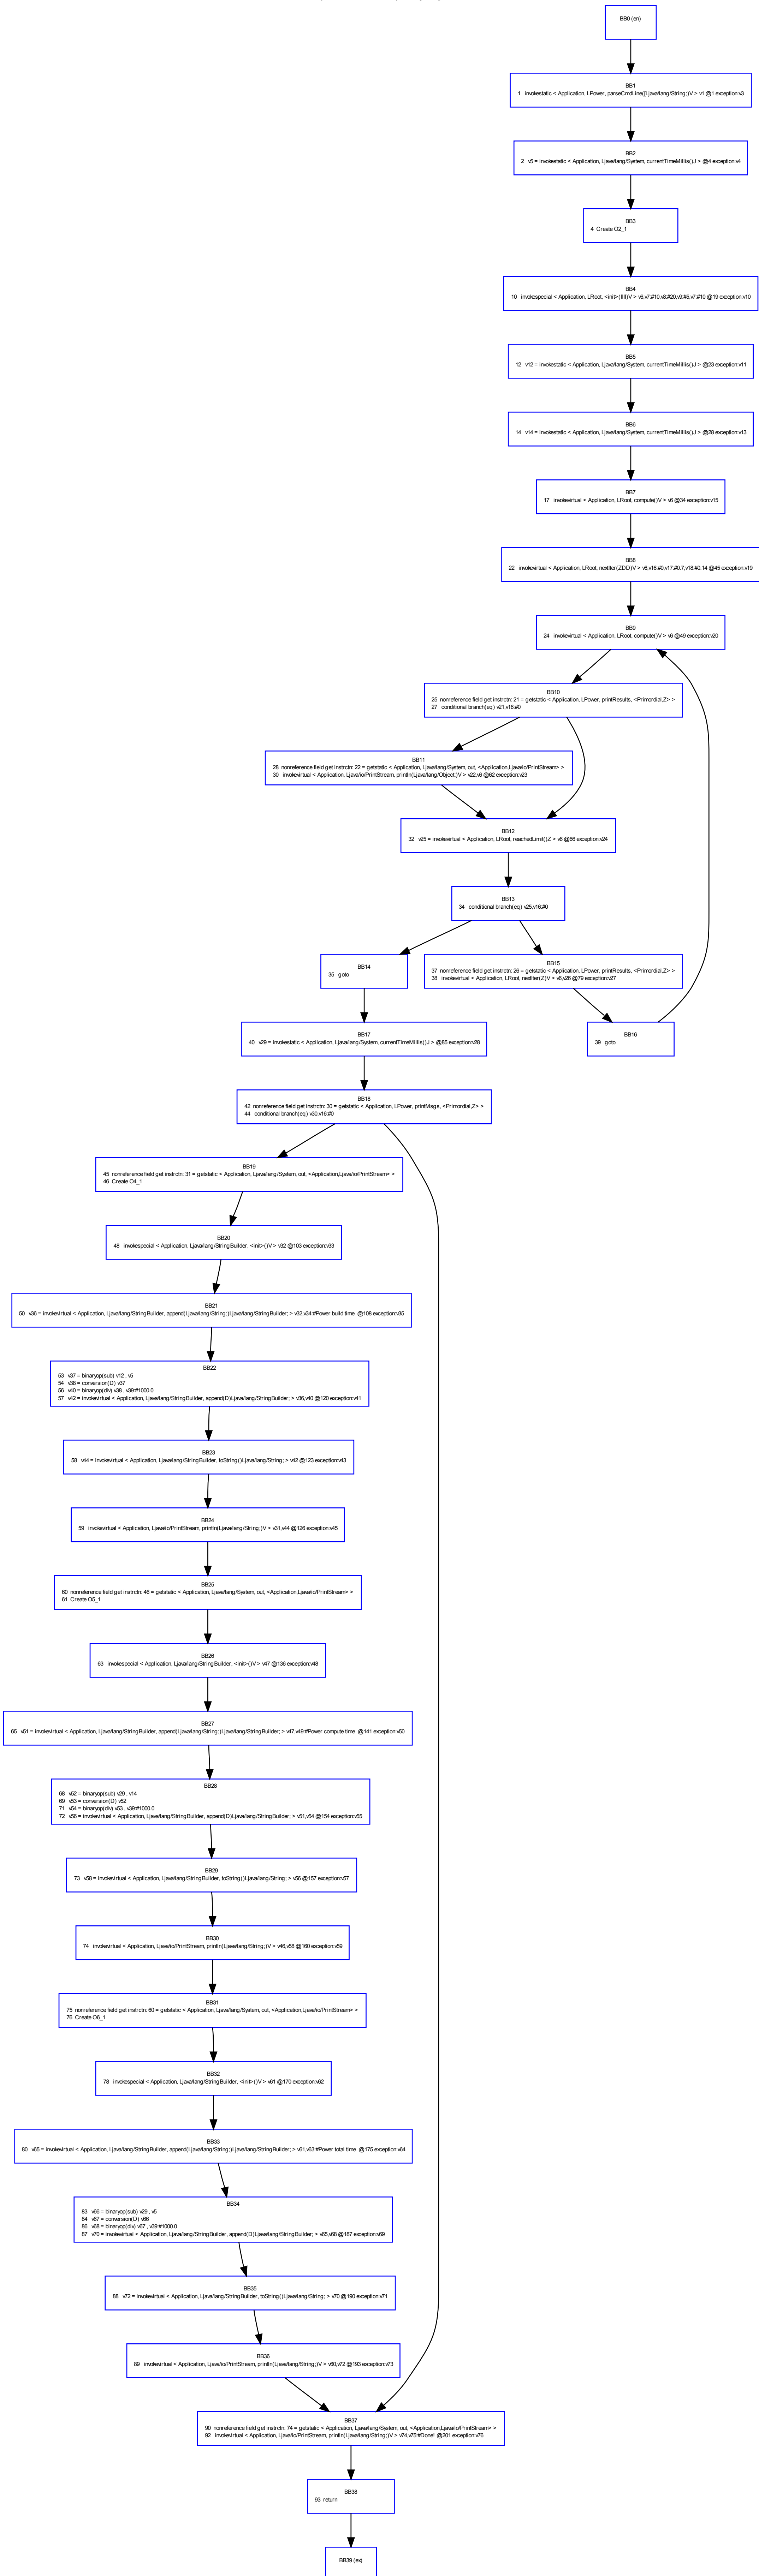 BB0 (en)
BB1
1 invokestatic < Application, LPower, parseCmdLine([Ljava/lang/String;)V > v1 @1 exception:v3
BB2
2 v5 = invokestatic < Application, Ljava/lang/System, currentTimeMillis()J > @4 exception:v4
BB3
4 Create O2_1
BB4
10 invokespecial < Application, LRoot, <init>(IIII)V > v6,v7:#10,v8:#20,v9:#5,v7:#10 @19 exception:v10
BB5
12 v12 = invokestatic < Application, Ljava/lang/System, currentTimeMillis()J > @23 exception:v11
BB6
14 v14 = invokestatic < Application, Ljava/lang/System, currentTimeMillis()J > @28 exception:v13
BB7
17 invokevirtual < Application, LRoot, compute()V > v6 @34 exception:v15
BB8
22 invokevirtual < Application, LRoot, nextIter(ZDD)V > v6,v16:#0,v17:#0.7,v18:#0.14 @45 exception:v19
BB9
24 invokevirtual < Application, LRoot, compute()V > v6 @49 exception:v20
BB10
25 nonreference field get instrctn: 21 = getstatic < Application, LPower, printResults, <Primordial,Z> >
27 conditional branch(eq) v21,v16:#0
BB11
28 nonreference field get instrctn: 22 = getstatic < Application, Ljava/lang/System, out, <Application,Ljava/io/PrintStream> >
30 invokevirtual < Application, Ljava/io/PrintStream, println(Ljava/lang/Object;)V > v22,v6 @62 exception:v23
BB12
32 v25 = invokevirtual < Application, LRoot, reachedLimit()Z > v6 @66 exception:v24
BB13
34 conditional branch(eq) v25,v16:#0
BB14
35 goto
BB15
37 nonreference field get instrctn: 26 = getstatic < Application, LPower, printResults, <Primordial,Z> >
38 invokevirtual < Application, LRoot, nextIter(Z)V > v6,v26 @79 exception:v27
BB16
39 goto
BB17
40 v29 = invokestatic < Application, Ljava/lang/System, currentTimeMillis()J > @85 exception:v28
BB18
42 nonreference field get instrctn: 30 = getstatic < Application, LPower, printMsgs, <Primordial,Z> >
44 conditional branch(eq) v30,v16:#0
BB19
45 nonreference field get instrctn: 31 = getstatic < Application, Ljava/lang/System, out, <Application,Ljava/io/PrintStream> >
46 Create O4_1
BB20
48 invokespecial < Application, Ljava/lang/StringBuilder, <init>()V > v32 @103 exception:v33
BB21
50 v36 = invokevirtual < Application, Ljava/lang/StringBuilder, append(Ljava/lang/String;)Ljava/lang/StringBuilder; > v32,v34:#Power build time @108 exception:v35
BB22
53 v37 = binaryop(sub) v12 , v5
54 v38 = conversion(D) v37
56 v40 = binaryop(div) v38 , v39:#1000.0
57 v42 = invokevirtual < Application, Ljava/lang/StringBuilder, append(D)Ljava/lang/StringBuilder; > v36,v40 @120 exception:v41
BB23
58 v44 = invokevirtual < Application, Ljava/lang/StringBuilder, toString()Ljava/lang/String; > v42 @123 exception:v43
BB24
59 invokevirtual < Application, Ljava/io/PrintStream, println(Ljava/lang/String;)V > v31,v44 @126 exception:v45
BB25
60 nonreference field get instrctn: 46 = getstatic < Application, Ljava/lang/System, out, <Application,Ljava/io/PrintStream> >
61 Create O5_1
BB26
63 invokespecial < Application, Ljava/lang/StringBuilder, <init>()V > v47 @136 exception:v48
BB27
65 v51 = invokevirtual < Application, Ljava/lang/StringBuilder, append(Ljava/lang/String;)Ljava/lang/StringBuilder; > v47,v49:#Power compute time @141 exception:v50
BB28
68 v52 = binaryop(sub) v29 , v14
69 v53 = conversion(D) v52
71 v54 = binaryop(div) v53 , v39:#1000.0
72 v56 = invokevirtual < Application, Ljava/lang/StringBuilder, append(D)Ljava/lang/StringBuilder; > v51,v54 @154 exception:v55
BB29
73 v58 = invokevirtual < Application, Ljava/lang/StringBuilder, toString()Ljava/lang/String; > v56 @157 exception:v57
BB30
74 invokevirtual < Application, Ljava/io/PrintStream, println(Ljava/lang/String;)V > v46,v58 @160 exception:v59
BB31
75 nonreference field get instrctn: 60 = getstatic < Application, Ljava/lang/System, out, <Application,Ljava/io/PrintStream> >
76 Create O6_1
BB32
78 invokespecial < Application, Ljava/lang/StringBuilder, <init>()V > v61 @170 exception:v62
BB33
80 v65 = invokevirtual < Application, Ljava/lang/StringBuilder, append(Ljava/lang/String;)Ljava/lang/StringBuilder; > v61,v63:#Power total time @175 exception:v64
BB34
83 v66 = binaryop(sub) v29 , v5
84 v67 = conversion(D) v66
86 v68 = binaryop(div) v67 , v39:#1000.0
87 v70 = invokevirtual < Application, Ljava/lang/StringBuilder, append(D)Ljava/lang/StringBuilder; > v65,v68 @187 exception:v69
BB35
88 v72 = invokevirtual < Application, Ljava/lang/StringBuilder, toString()Ljava/lang/String; > v70 @190 exception:v71
BB36
89 invokevirtual < Application, Ljava/io/PrintStream, println(Ljava/lang/String;)V > v60,v72 @193 exception:v73
BB37
90 nonreference field get instrctn: 74 = getstatic < Application, Ljava/lang/System, out, <Application,Ljava/io/PrintStream> >
92 invokevirtual < Application, Ljava/io/PrintStream, println(Ljava/lang/String;)V > v74,v75:#Done! @201 exception:v76
BB38
93 return
BB39 (ex)